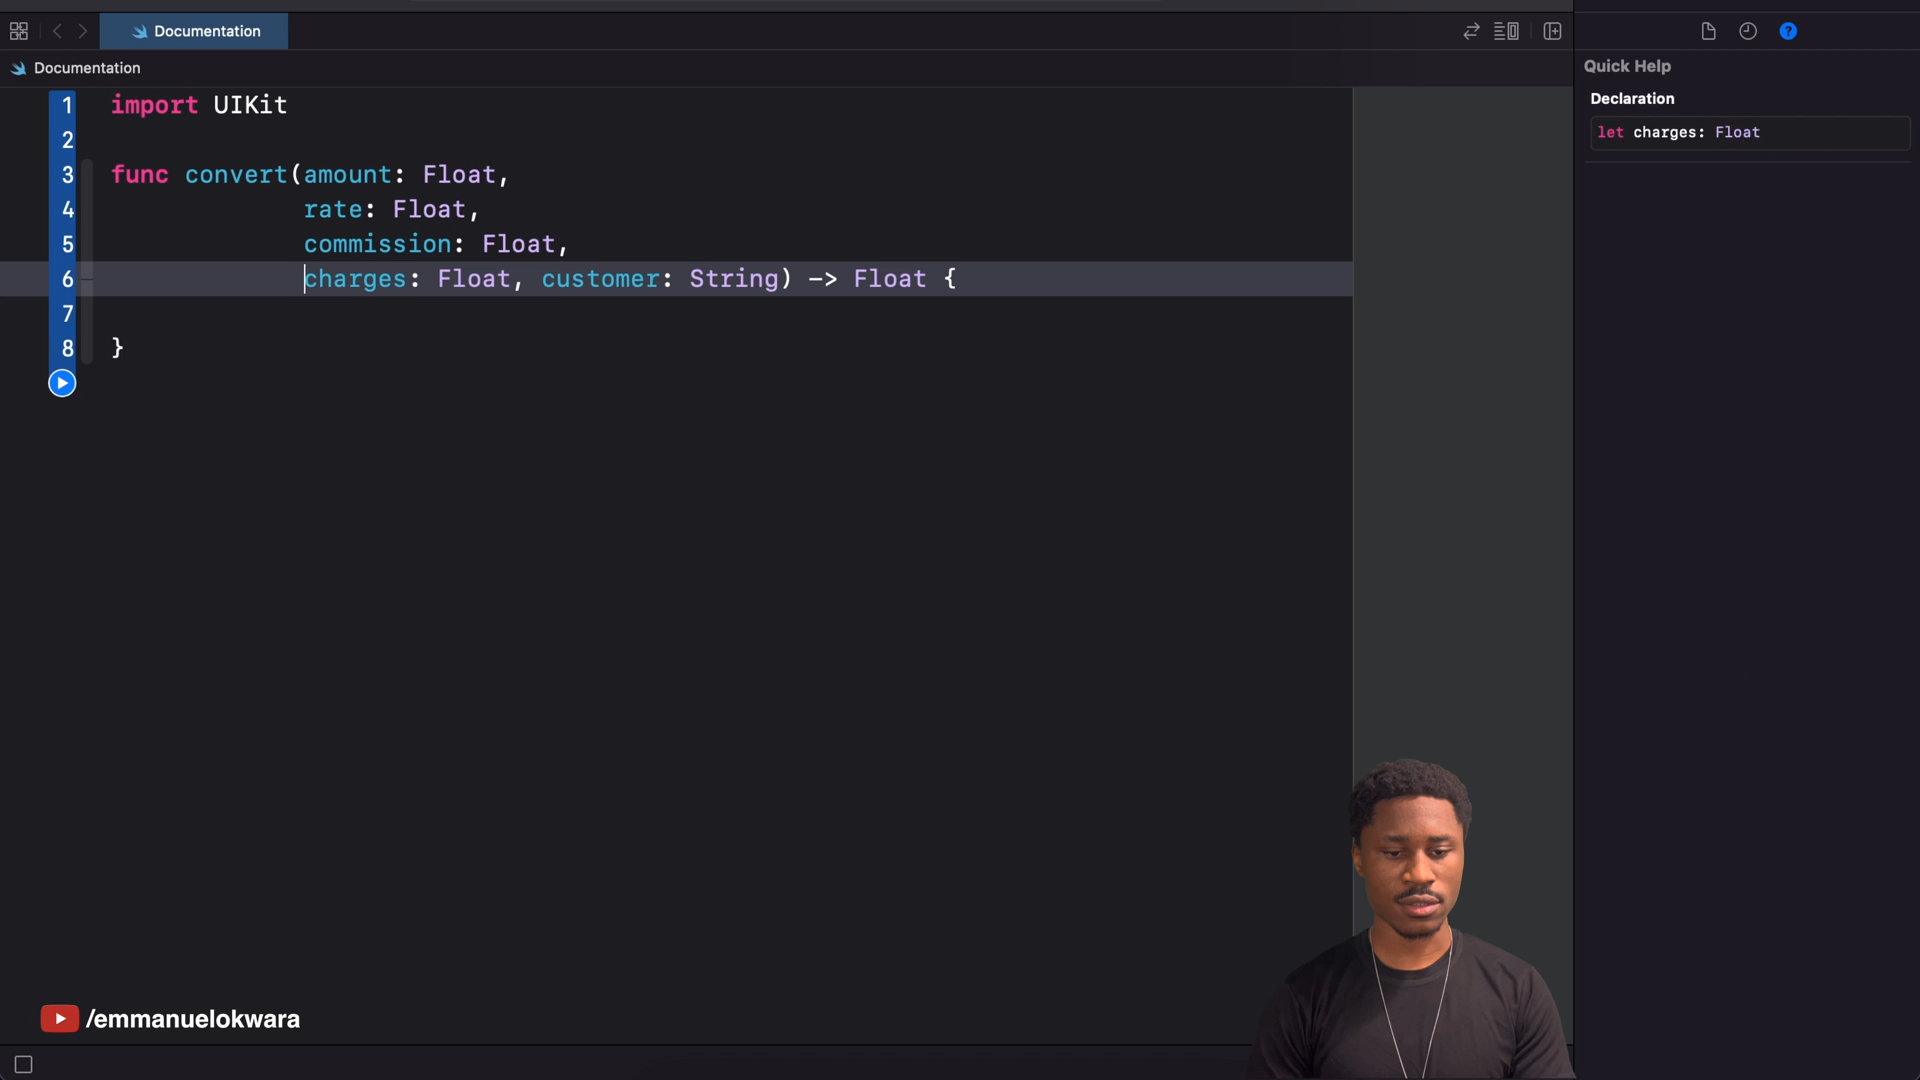 Documentation
Quick Help
Documentation
Declaration
let charges: Float
1 import UIKit
2
3 func convert(amount: Float,
4 rate: Float,
5 commission: Float,
6 charges: Float, customer: String) -> Float {
7
8 }
/emmanuelokwara